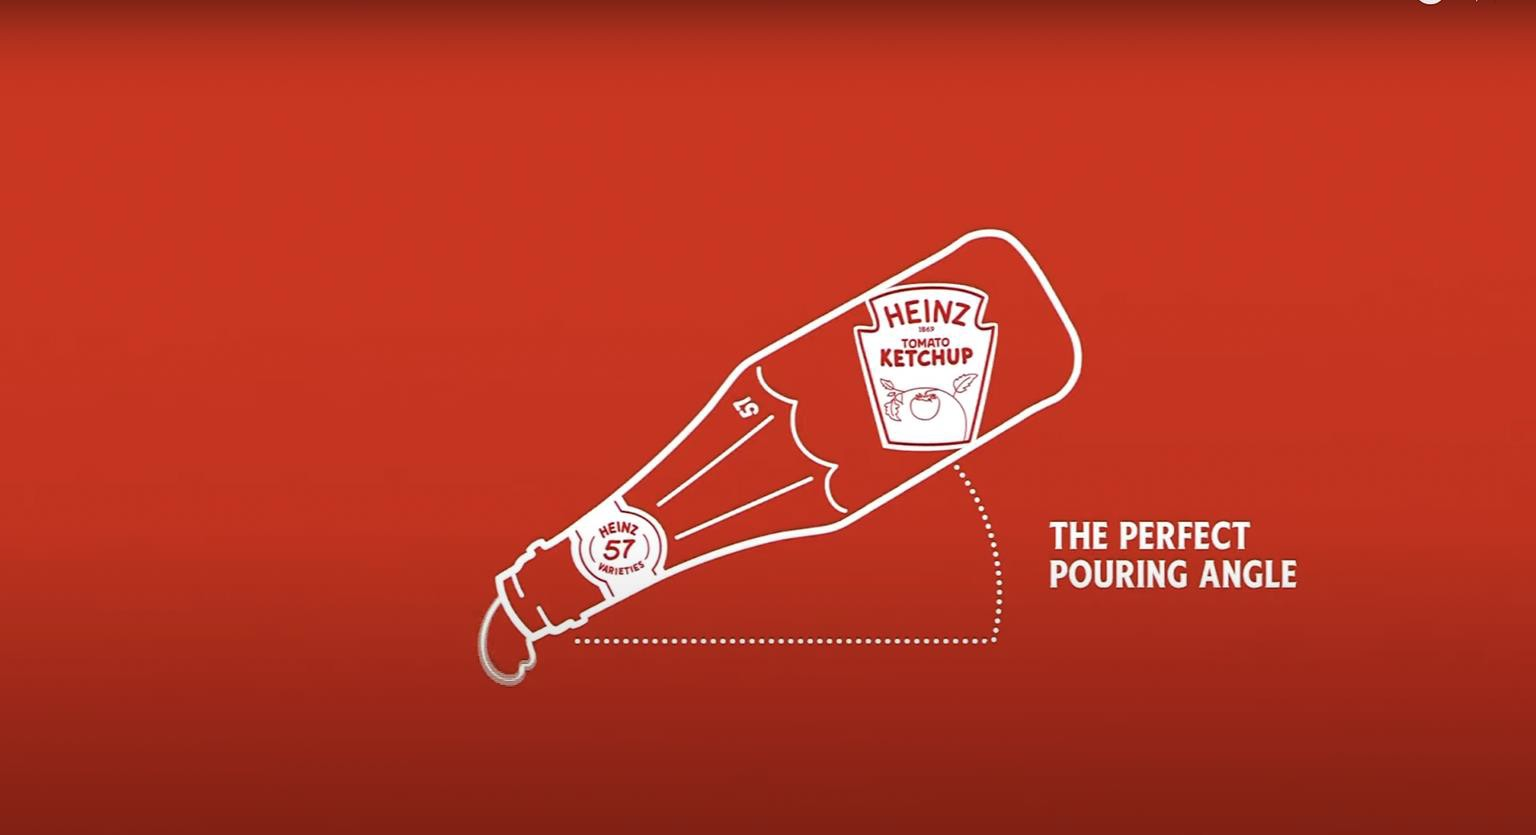 HEINZ
1869
TOMATO
KETCHUP
57
HEINZ
57
VARIETIES
THE PERFECT
POURING ANGLE